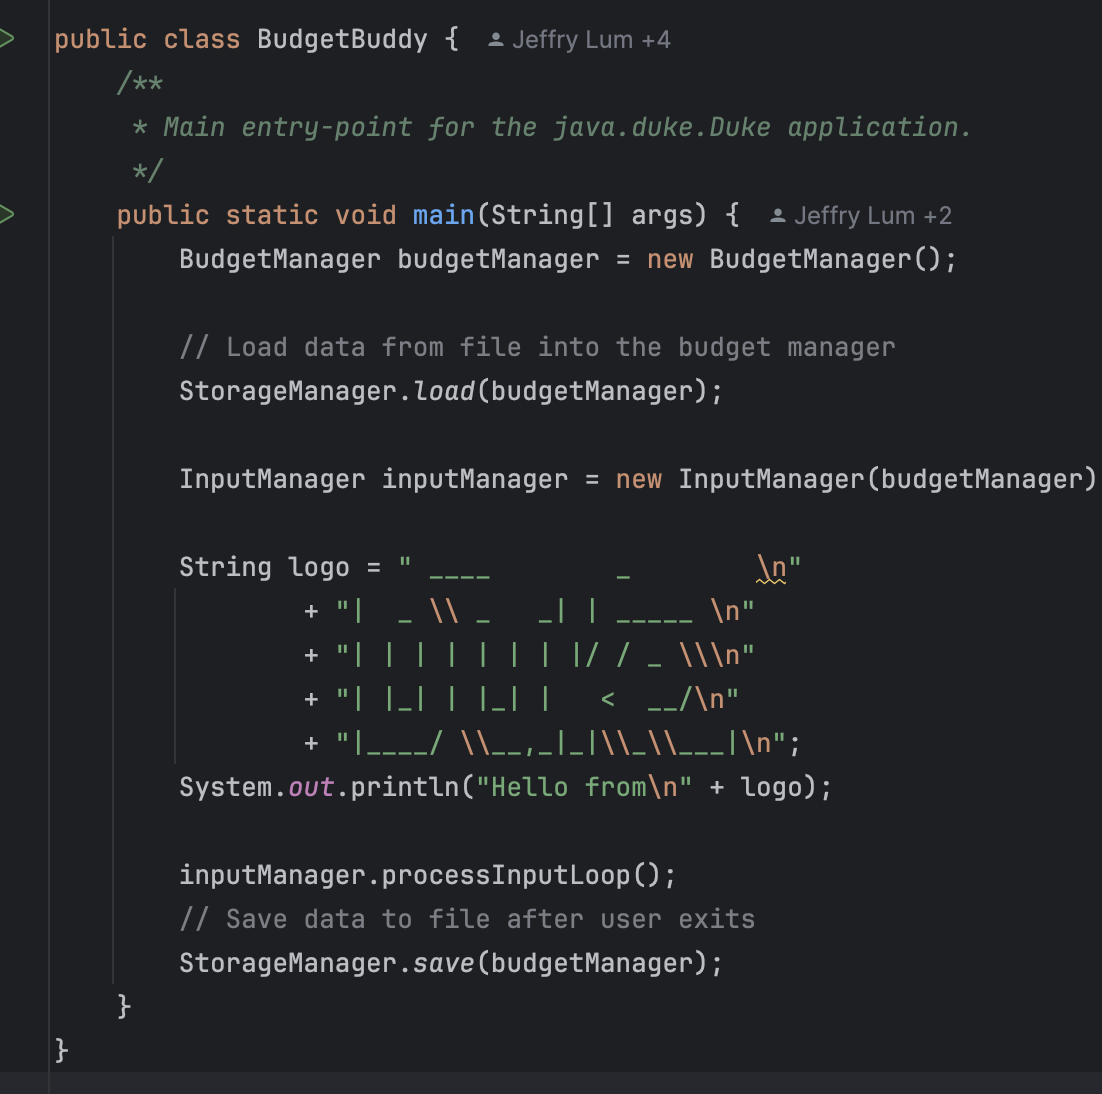 public class BudgetBuddy {  Jeffry Lum +4
    /**
     * Main entry-point for the java.duke.Duke application.
     */
    public static void main(String[] args) {  Jeffry Lum +2
        BudgetManager budgetManager = new BudgetManager();

        // Load data from file into the budget manager
        StorageManager.load(budgetManager);

        InputManager inputManager = new InputManager(budgetManager)

        String logo = " ____        _        \n"
                + "|  _ \\ _   _| | _____ \n"
                + "| | | | | | | |/ / _ \\\n"
                + "| |_| | |_| |   <  __/\n"
                + "|____/ \\__,_|_|\\_\\___|\n";
        System.out.println("Hello from\n" + logo);

        inputManager.processInputLoop();
        // Save data to file after user exits
        StorageManager.save(budgetManager);
    }
}